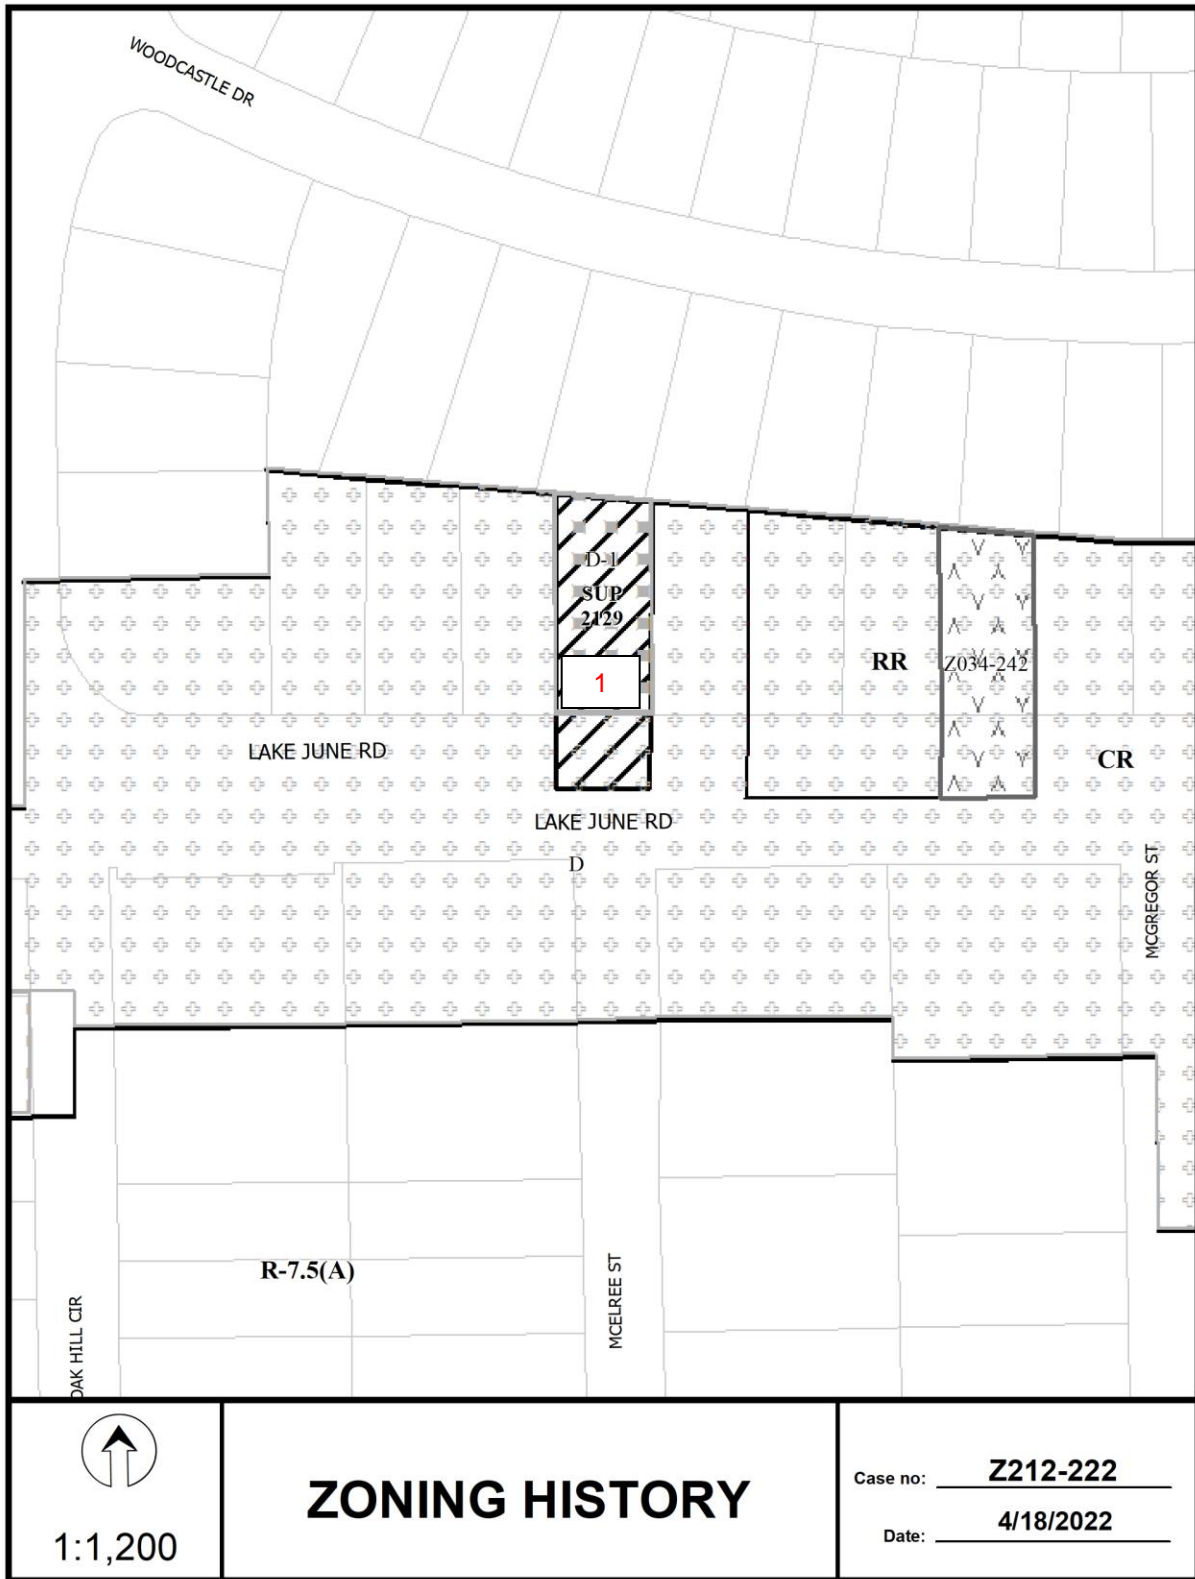 WOODCASTLE DR
D-1
SUP
2129
1
RR
Z034-242
LAKE JUNE RD
CR
LAKE JUNE RD
D
MCGREGOR ST
R-7.5(A)
MCELREE ST
OAK HILL CIR
1:1,200
ZONING HISTORY
Case no: Z212-222
Date: 4/18/2022